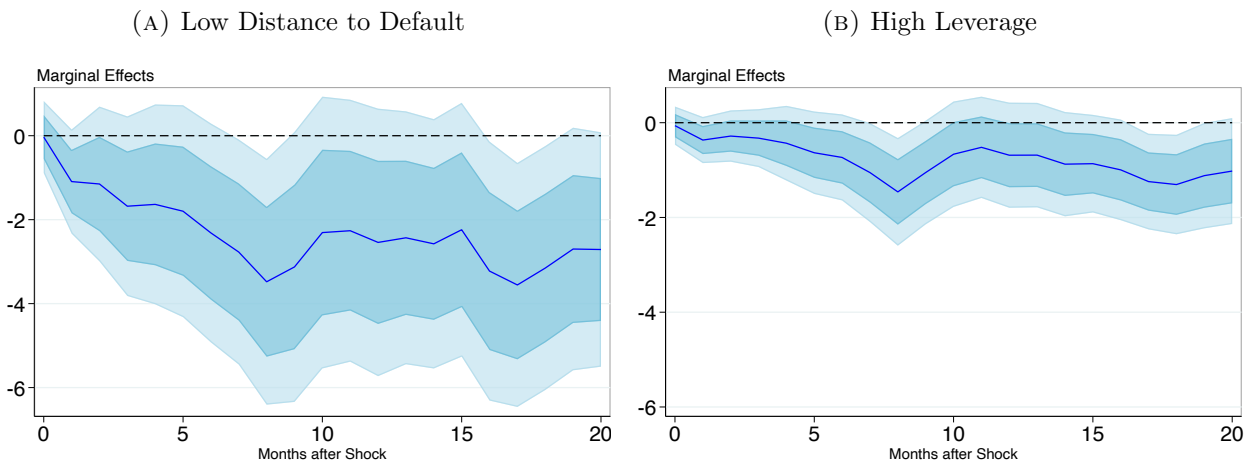 (A) Low Distance to Default
Marginal Effects
0
-2
-4
-6
0 5 10 15 20
Months after Shock
(B) High Leverage
Marginal Effects
0
-2
-4
-6
0 5 10 15 20
Months after Shock